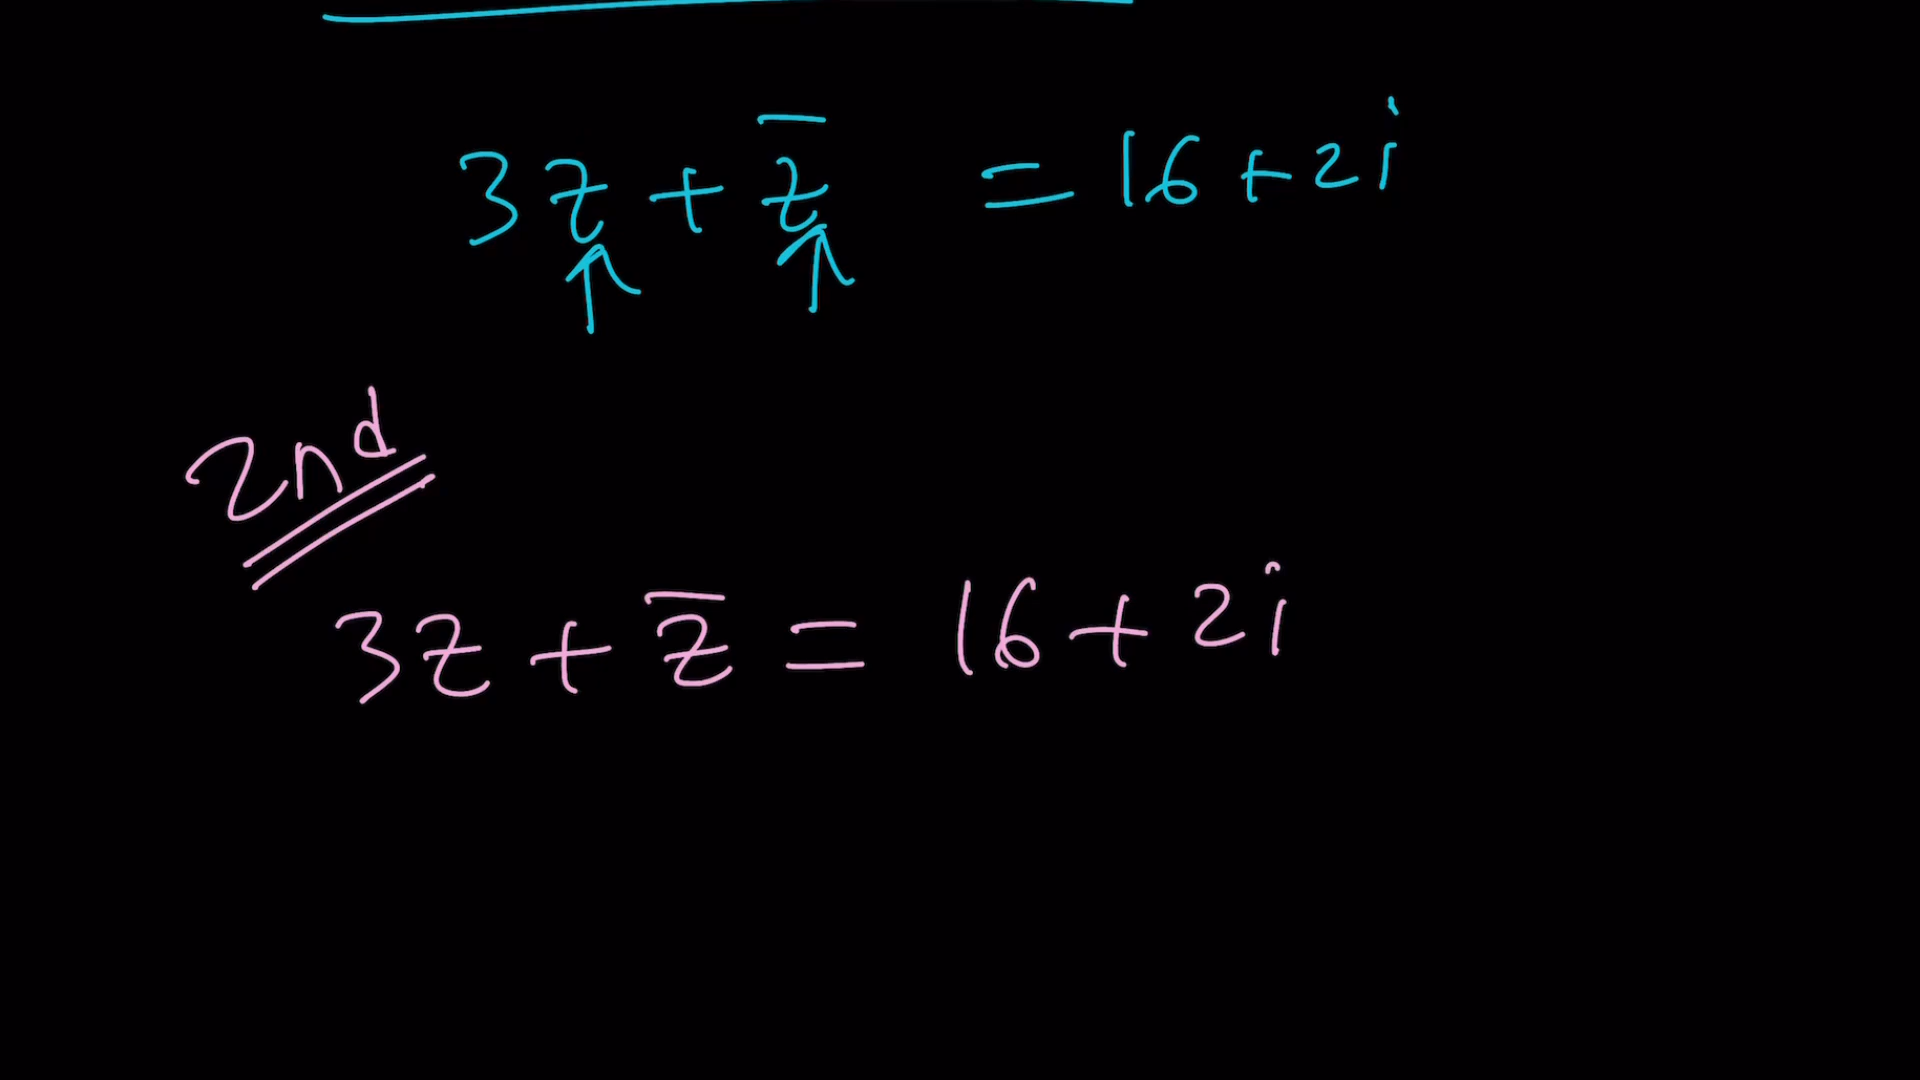 3z + z̅ = 16 + 2i
2nd
3z + z̅ = 16 + 2i